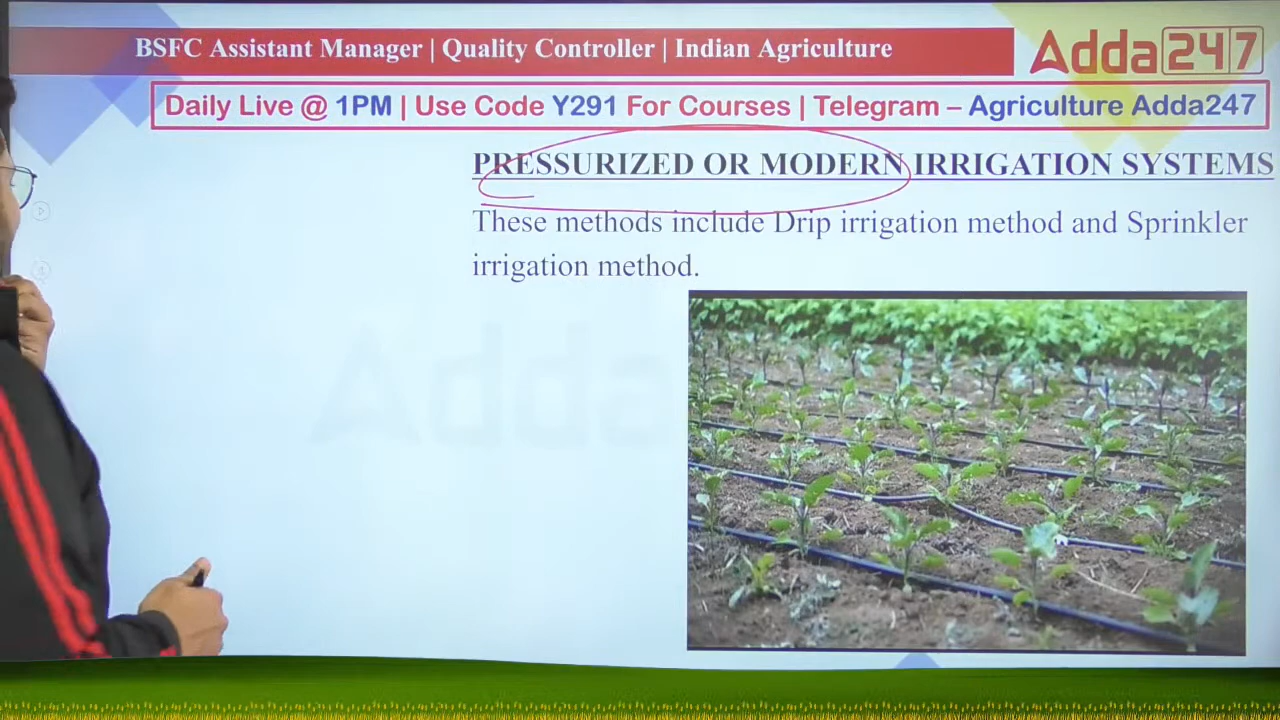 BSFC Assistant Manager | Quality Controller | Indian Agriculture
Adda247
Daily Live @ 1PM | Use Code Y291 For Courses | Telegram – Agriculture Adda247
PRESSURIZED OR MODERN IRRIGATION SYSTEMS
These methods include Drip irrigation method and Sprinkler
irrigation method.
Adda